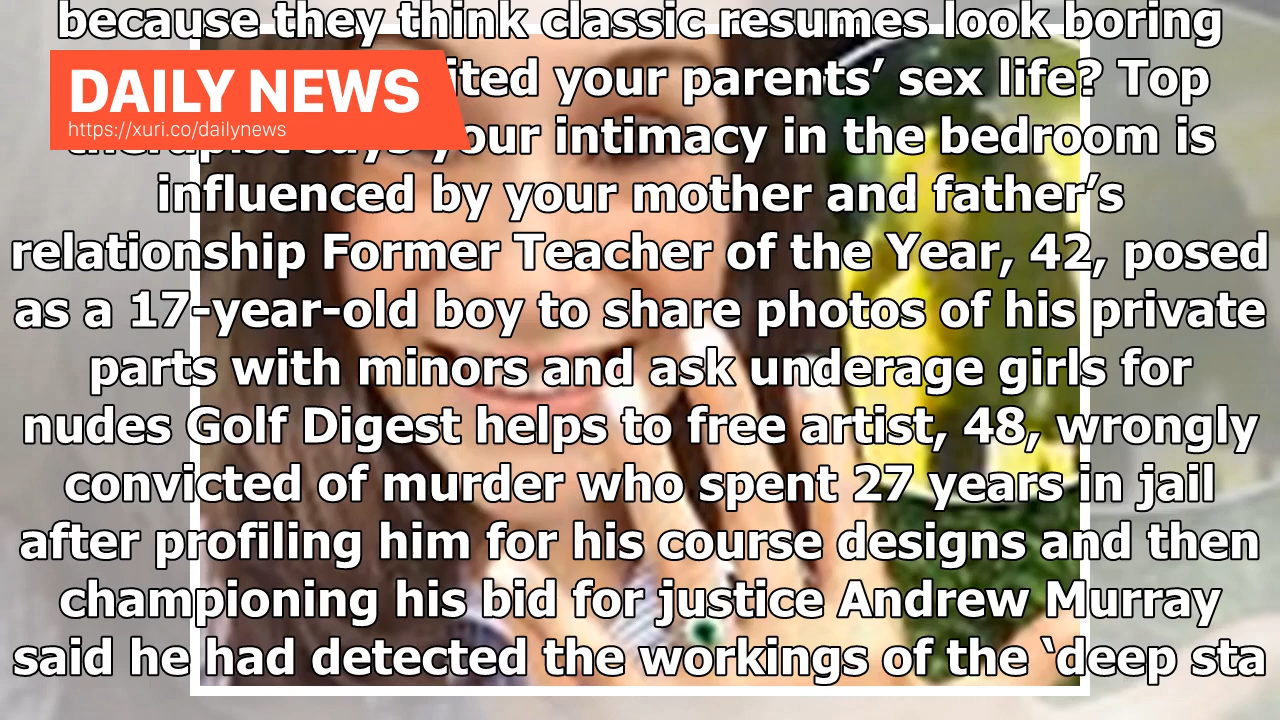 because they think classic resumes look boring
DAILY NEWS
https://xuri.co/dailynews
ited your parents’ sex life? Top
says your intimacy in the bedroom is
influenced by your mother and father’s
relationship Former Teacher of the Year, 42, posed
as a 17-year-old boy to share photos of his private
parts with minors and ask underage girls for
nudes Golf Digest helps to free artist, 48, wrongly
convicted of murder who spent 27 years in jail
after profiling him for his course designs and then
championing his bid for justice Andrew Murray
said he had detected the workings of the ‘deep sta